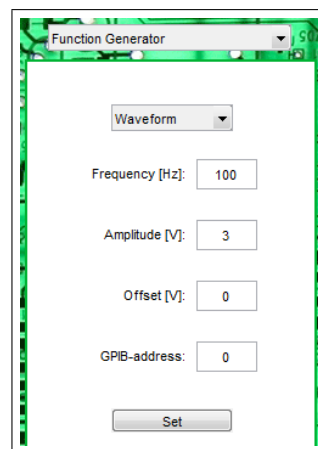 Function Generator
Waveform
Frequency [Hz]: 100
Amplitude [V]: 3
Offset [V]: 0
GPIB-address: 0
Set